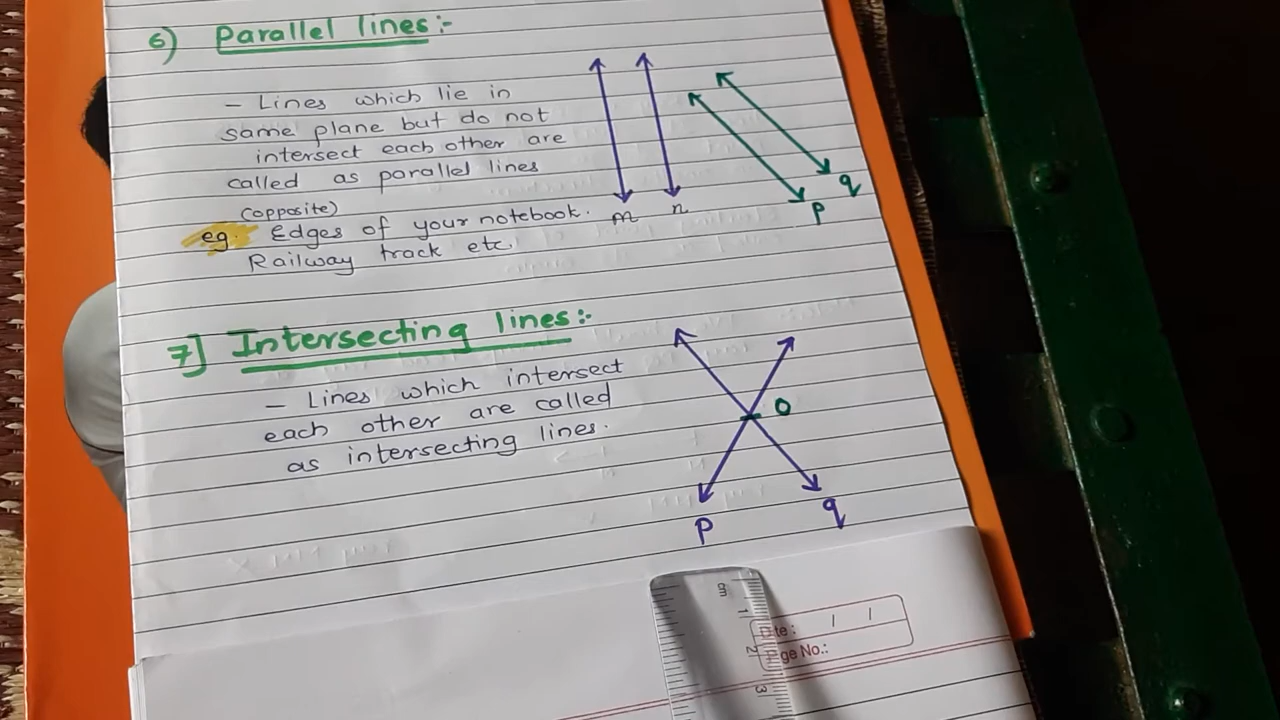 6) Parallel lines:-
- Lines which lie in
same plane but do not
intersect each other are
called as parallel lines
(opposite)
eg. Edges of your notebook.
Railway track etc.
m n
p q
7] Intersecting lines:-
- Lines which intersect
each other are called
as intersecting lines.
O
p q
cm
1
2
3
Date: / /
Page No.: